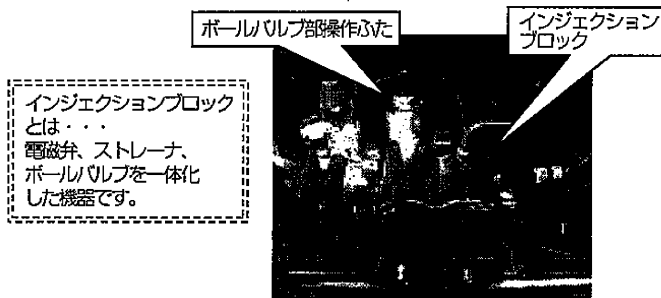 ボールバルブ部操作ふた
インジェクション
ブロック
インジェクションブロック
とは・・・
電磁弁、ストレーナ、
ボールバルブを一体化
した機器です。